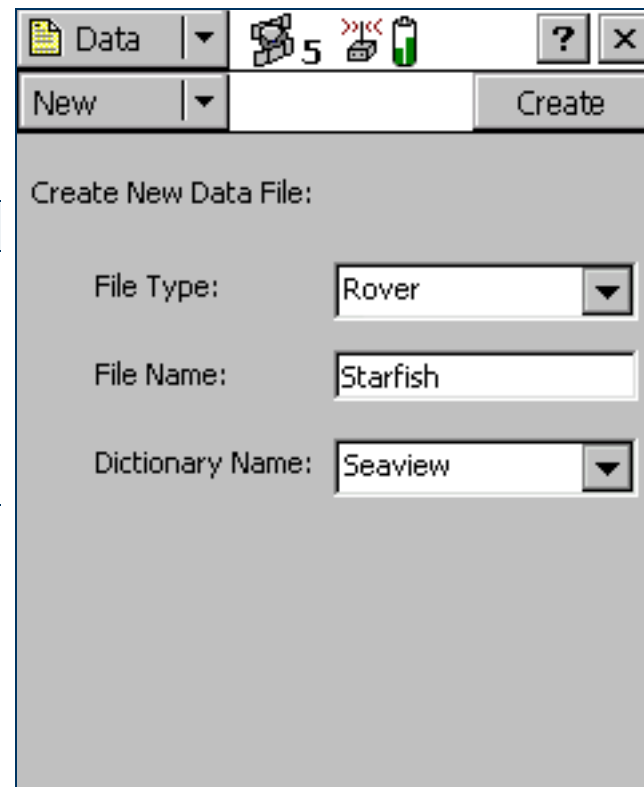 Data 5 ? ×
New Create
Create New Data File:
File Type: Rover
File Name: Starfish
Dictionary Name: Seaview